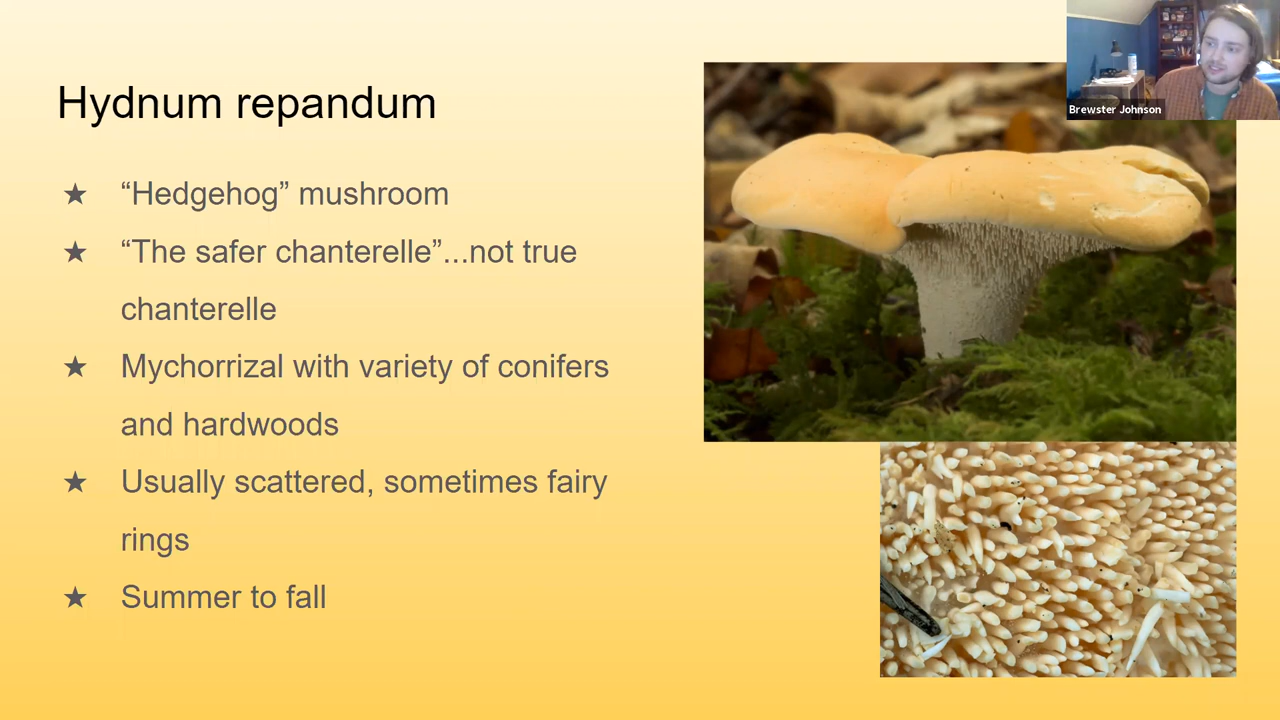 Hydnum repandum
★ “Hedgehog” mushroom
★ “The safer chanterelle”...not true
chanterelle
★ Mychorrizal with variety of conifers
and hardwoods
★ Usually scattered, sometimes fairy
rings
★ Summer to fall
Brewster Johnson